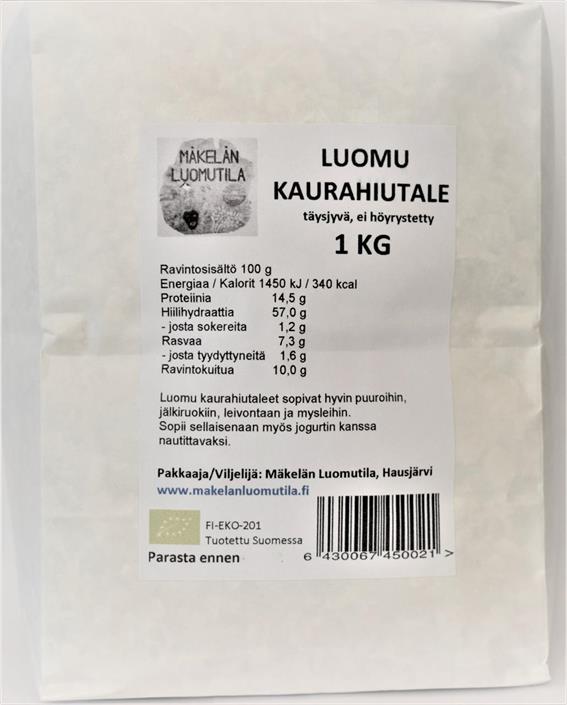 MÄKELÄN
LUOMUTILA
LUOMU
KAURAHIUTALE
täysjyvä, ei höyrystetty
1 KG
Ravintosisältö 100 g
Energiaa / Kalorit 1450 kJ / 340 kcal
Proteiinia 14,5 g
Hiilihydraattia 57,0 g
- josta sokereita 1,2 g
Rasvaa 7,3 g
- josta tyydyttyneitä 1,6 g
Ravintokuitua 10,0 g
Luomu kaurahiutaleet sopivat hyvin puuroihin,
jälkiruokiin, leivontaan ja mysleihin.
Sopii sellaisenaan myös jogurtin kanssa
nautittavaksi.
Pakkaaja/Viljelijä: Mäkelän Luomutila, Hausjärvi
www.makelanluomutila.fi
FI-EKO-201
Tuotettu Suomessa
Parasta ennen
6 430067 450021 >